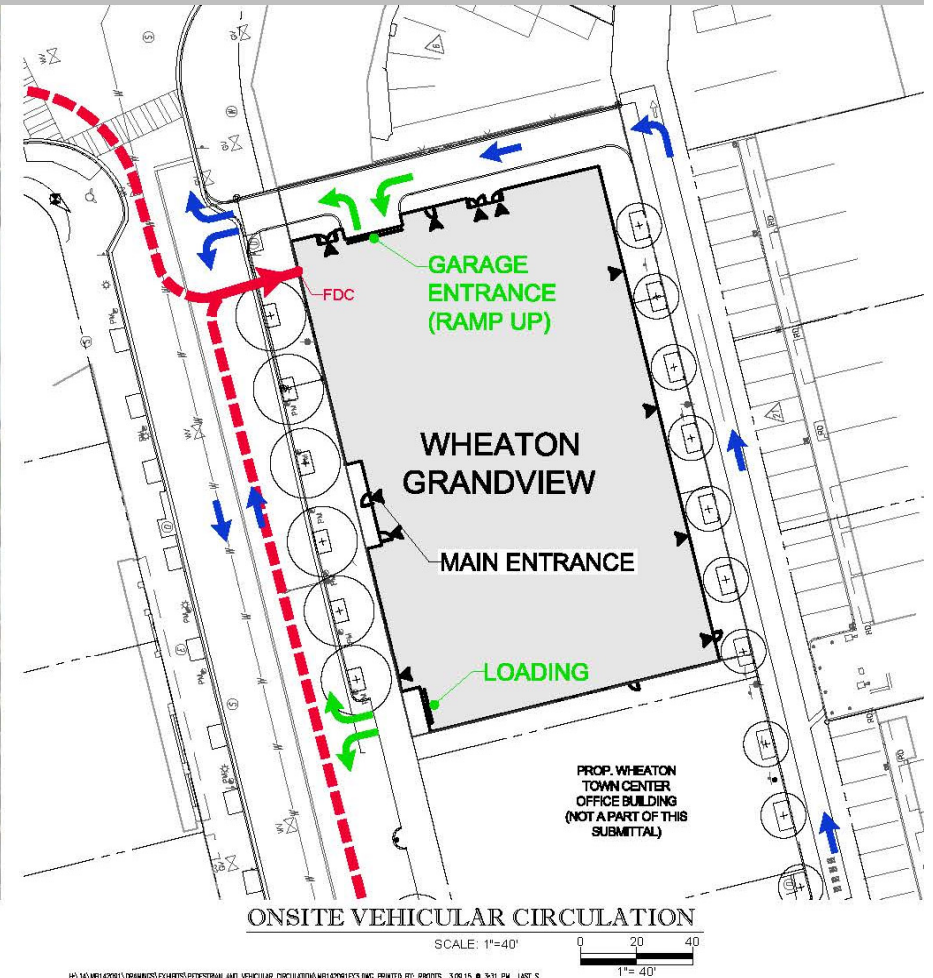 GARAGE
ENTRANCE
(RAMP UP)
FDC
WHEATON
GRANDVIEW
MAIN ENTRANCE
LOADING
PROP. WHEATON
TOWN CENTER
OFFICE BUILDING
(NOT A PART OF THIS
SUBMITTAL)
ONSITE VEHICULAR CIRCULATION
SCALE: 1"=40'
0 20 40
1"= 40'